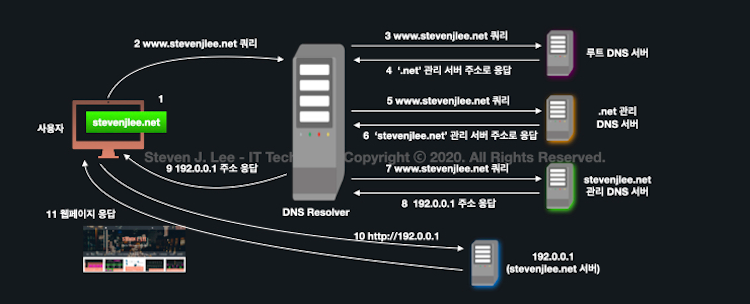 2 www.stevenjlee.net 쿼리
3 www.stevenjlee.net 쿼리
4 ‘.net’ 관리 서버 주소로 응답
루트 DNS 서버
1
stevenjlee.net
사용자
5 www.stevenjlee.net 쿼리
6 ‘stevenjlee.net’ 관리 서버 주소로 응답
.net 관리
DNS 서버
Steven J. Lee - IT Tech Copyright © 2020. All Rights Reserved.
9 192.0.0.1 주소 응답
7 www.stevenjlee.net 쿼리
8 192.0.0.1 주소 응답
stevenjlee.net
관리 DNS 서버
DNS Resolver
11 웹페이지 응답
10 http://192.0.0.1
192.0.0.1
(stevenjlee.net 서버)